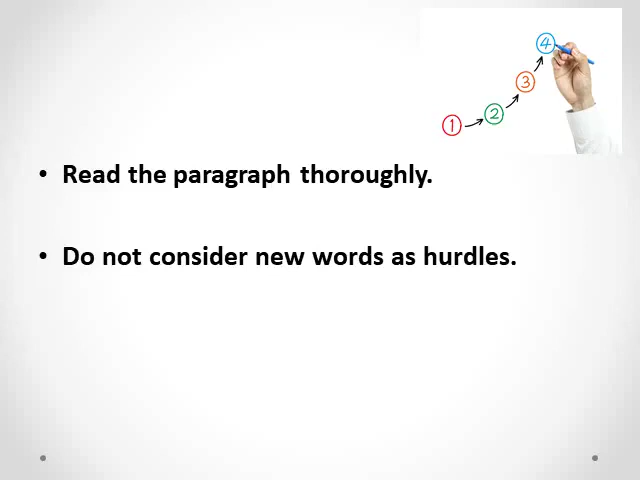 1
2
3
4
• Read the paragraph thoroughly.
• Do not consider new words as hurdles.